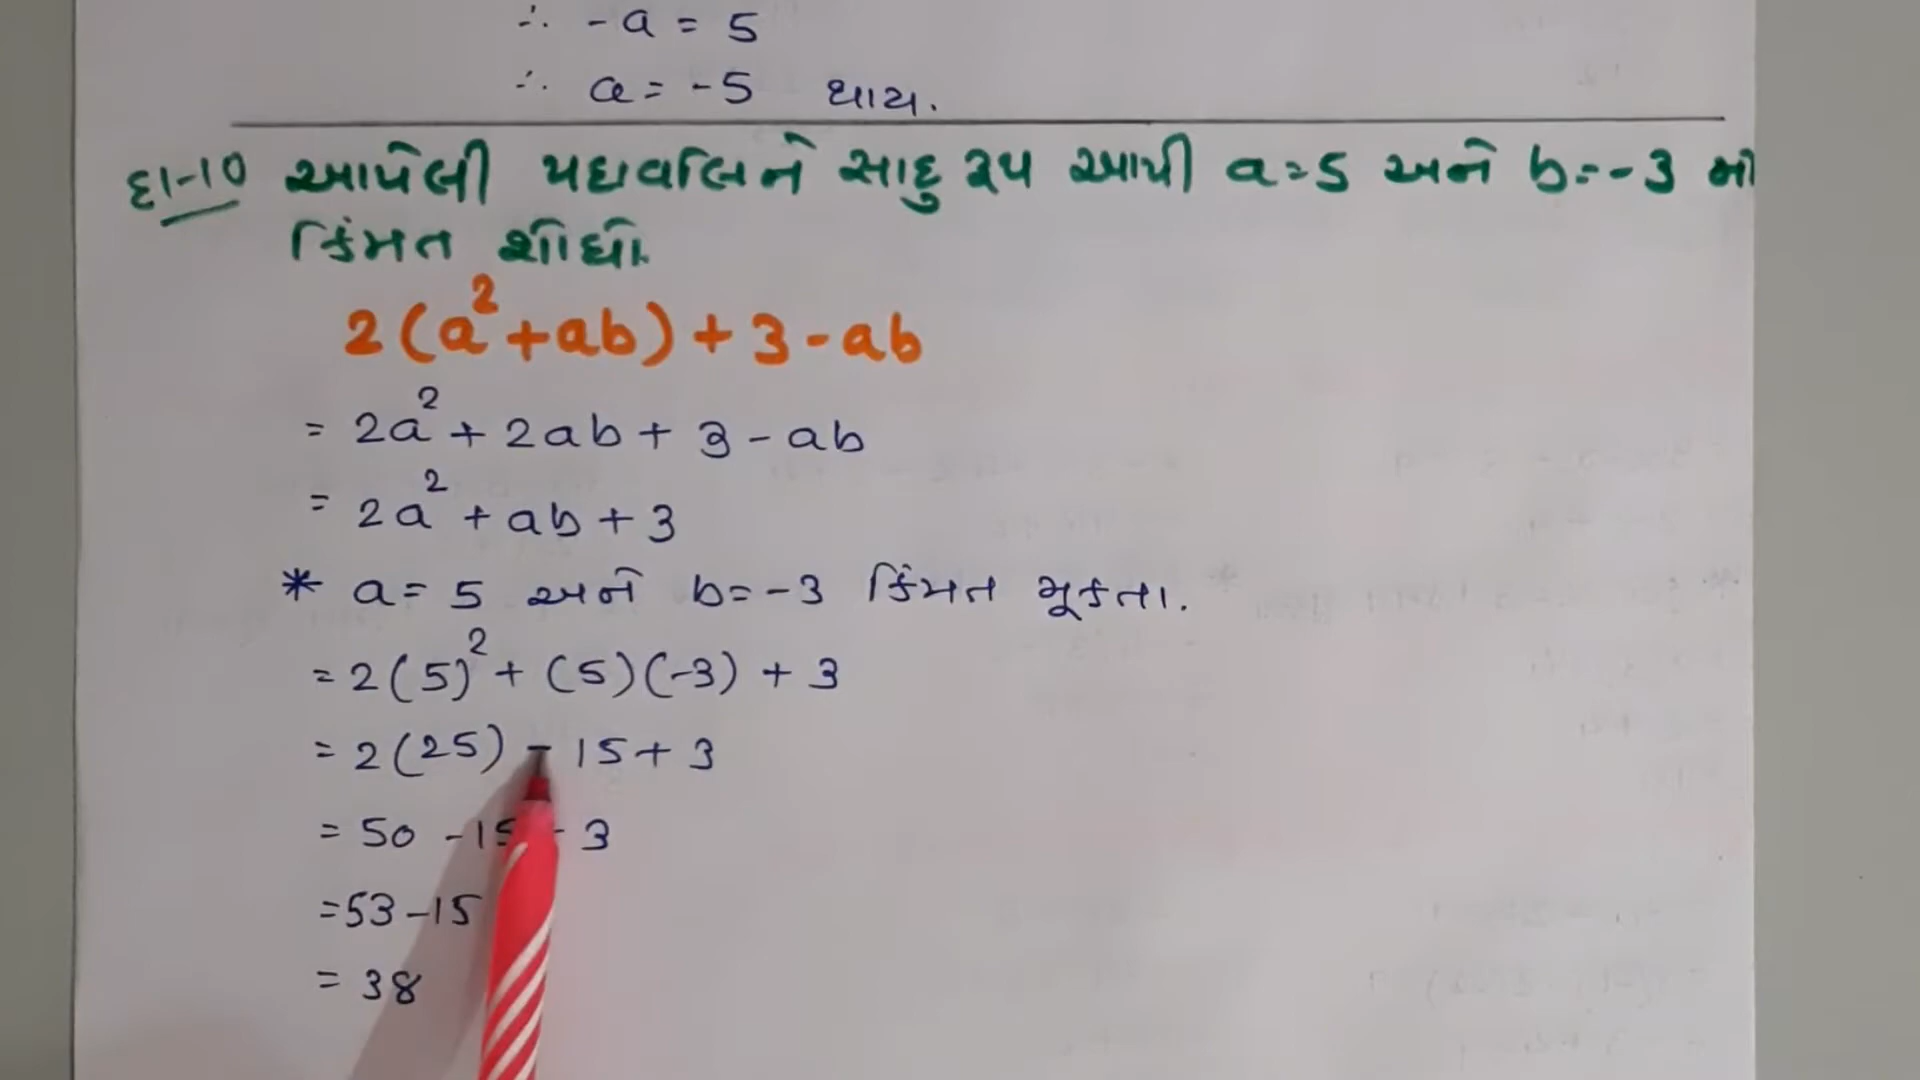 ∴ -a = 5
∴ a = -5 થાય.
દા-10 આપેલી પદાવલિને સાદુ રૂપ આપી a=5 અને b=-3 મા
કિંમત શોધો.
2(a²+ab)+3-ab
= 2a²+2ab+3-ab
= 2a²+ab+3
* a=5 અને b=-3 કિંમત મૂકતા.
=2(5)²+(5)(-3)+3
=2(25)-15+3
=50-15 3
=53-15
=38